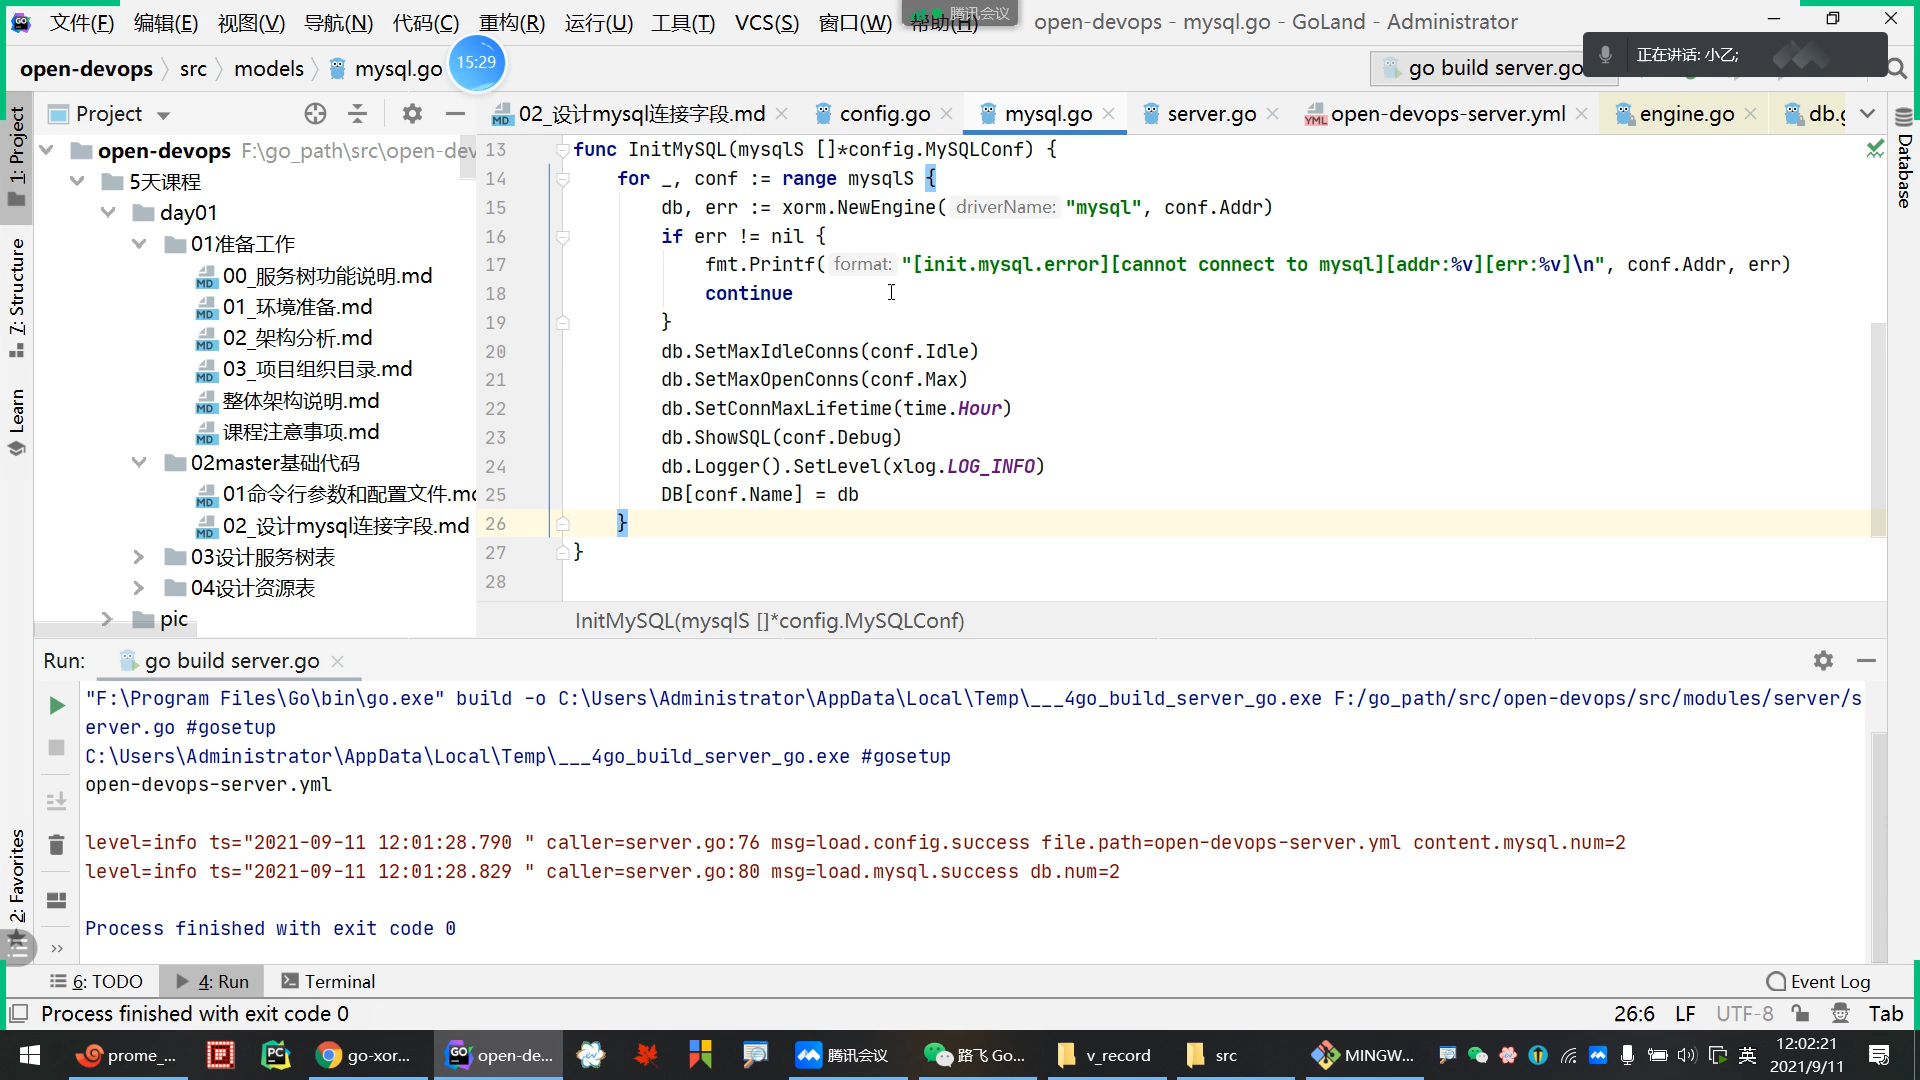 文件(F) 编辑(E) 视图(V) 导航(N) 代码(C) 重构(R) 运行(U) 工具(T) VCS(S) 窗口(W) 帮助(H) open-devops - mysql.go - GoLand - Administrator
腾讯会议
正在讲话: 小乙;
open-devops src models mysql.go 15:29 go build server.go
Project
02_设计mysql连接字段.md config.go mysql.go server.go open-devops-server.yml engine.go db.g
1: Project
7: Structure
Learn
2: Favorites
Database
open-devops F:\go_path\src\open-dev
5天课程
day01
01准备工作
00_服务树功能说明.md
01_环境准备.md
02_架构分析.md
03_项目组织目录.md
整体架构说明.md
课程注意事项.md
02master基础代码
01命令行参数和配置文件.md
02_设计mysql连接字段.md
03设计服务树表
04设计资源表
pic
13 func InitMySQL(mysqlS []*config.MySQLConf) {
14 for _, conf := range mysqlS {
15 db, err := xorm.NewEngine( driverName: "mysql", conf.Addr)
16 if err != nil {
17 fmt.Printf( format: "[init.mysql.error][cannot connect to mysql][addr:%v][err:%v]\n", conf.Addr, err)
18 continue
19 }
20 db.SetMaxIdleConns(conf.Idle)
21 db.SetMaxOpenConns(conf.Max)
22 db.SetConnMaxLifetime(time.Hour)
23 db.ShowSQL(conf.Debug)
24 db.Logger().SetLevel(xlog.LOG_INFO)
25 DB[conf.Name] = db
26 }
27 }
28
InitMySQL(mysqlS []*config.MySQLConf)
Run: go build server.go
"F:\Program Files\Go\bin\go.exe" build -o C:\Users\Administrator\AppData\Local\Temp\___4go_build_server_go.exe F:/go_path/src/open-devops/src/modules/server/s
erver.go #gosetup
C:\Users\Administrator\AppData\Local\Temp\___4go_build_server_go.exe #gosetup
open-devops-server.yml
level=info ts="2021-09-11 12:01:28.790 " caller=server.go:76 msg=load.config.success file.path=open-devops-server.yml content.mysql.num=2
level=info ts="2021-09-11 12:01:28.829 " caller=server.go:80 msg=load.mysql.success db.num=2
Process finished with exit code 0
6: TODO 4: Run Terminal Event Log
Process finished with exit code 0 26:6 LF UTF-8 Tab
prome_... go-xor... open-de... 腾讯会议 路飞 Go... v_record src MINGW... 英 12:02:21
2021/9/11